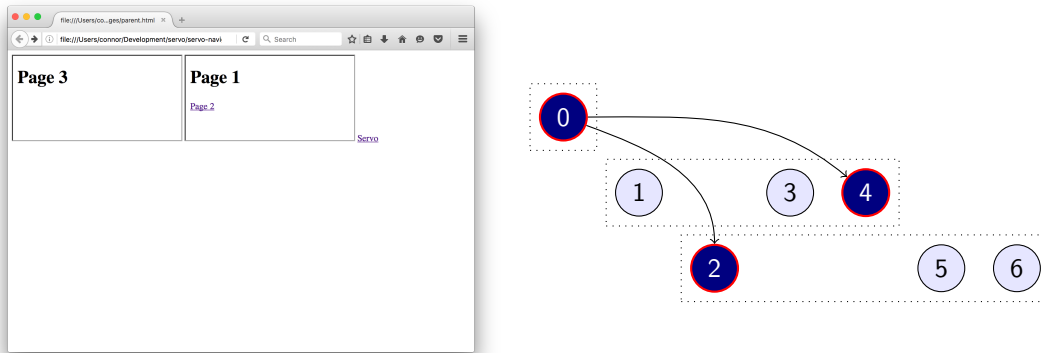 file:///Users/co...ges/parent.html
file:///Users/connor/Development/servo/servo-navi
Search
Page 3
Page 1
Page 2
Servo
0
1
3
4
2
5
6